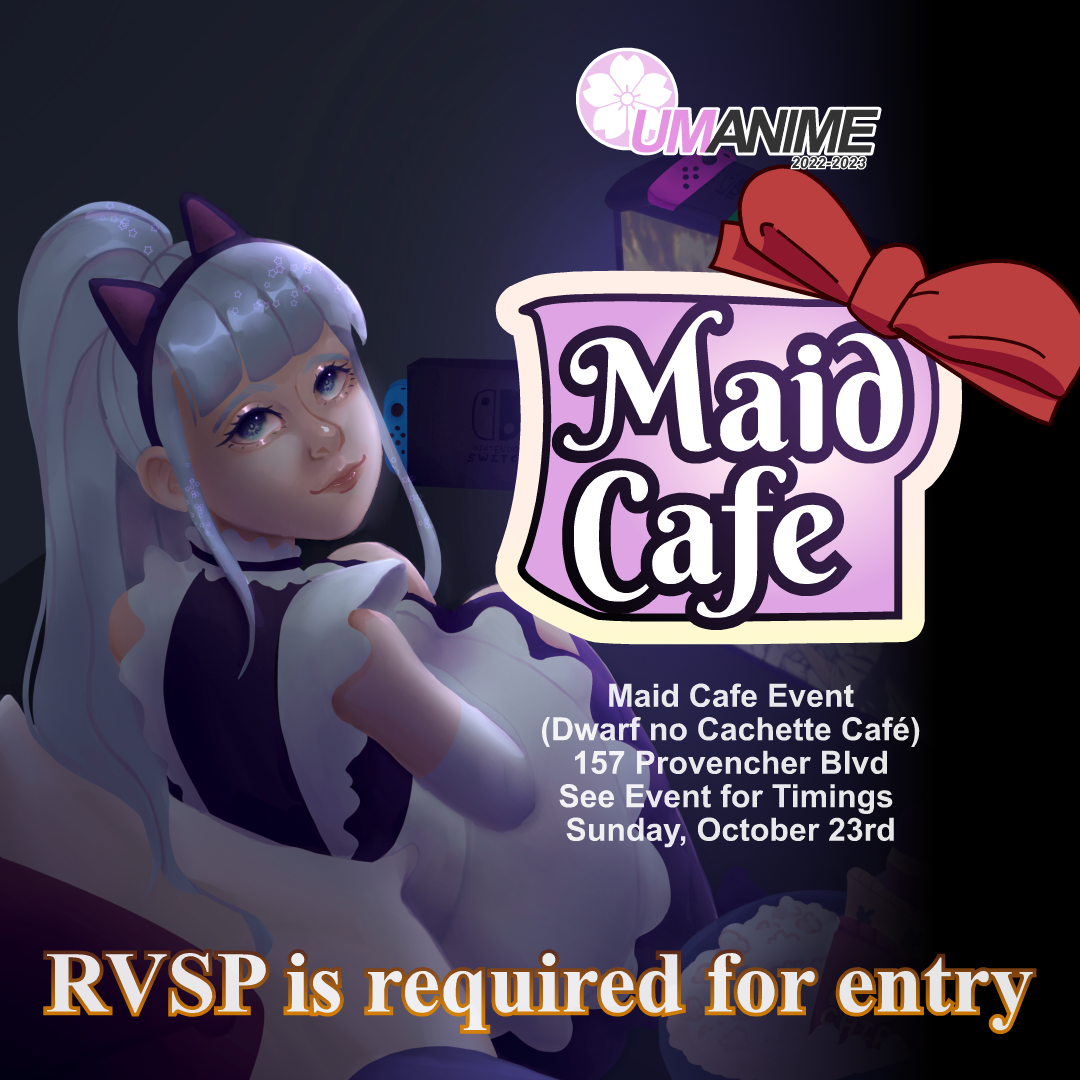 UMANIME
2022-2023
Maid
Cafe
SWITC
Maid Cafe Event
(Dwarf no Cachette Café)
157 Provencher Blvd
See Event for Timings
Sunday, October 23rd
RVSP is required for entry